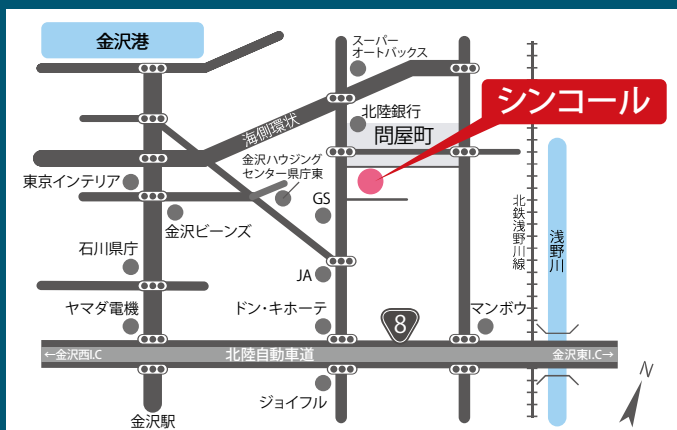 金沢港
スーパー
オートバックス
シンコール
北陸銀行
問屋町
海側環状
金沢ハウジング
センター県庁東
東京インテリア
GS
金沢ビーンズ
北鉄浅野川線
浅野川
石川県庁
JA
ヤマダ電機
ドン・キホーテ
8
マンボウ
←金沢西I.C
北陸自動車道
金沢東I.C→
N
ジョイフル
金沢駅